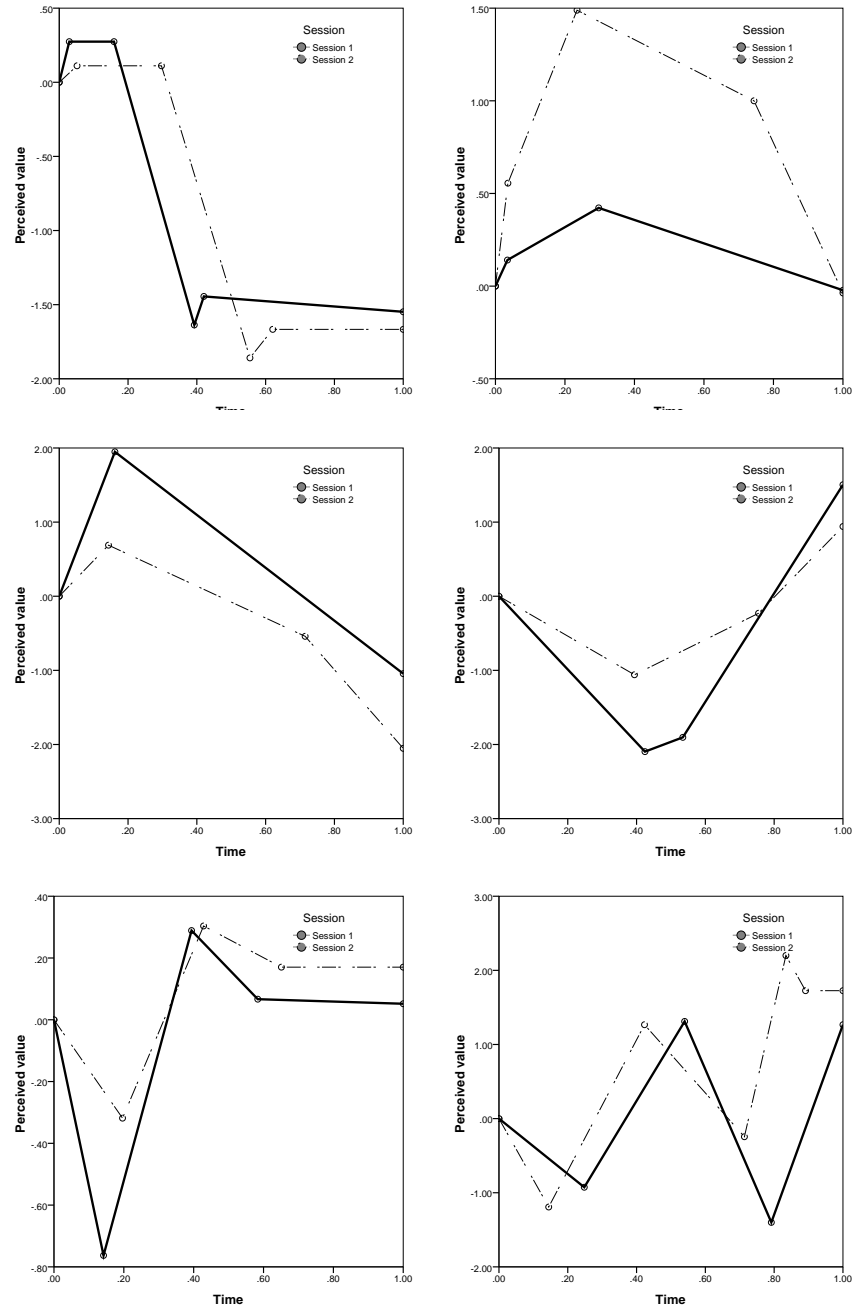 .50
.00
-.50
-1.00
-1.50
-2.00
Perceived value
Session
Session 1
Session 2
.00 .20 .40 .60 .80 1.00
Time
1.50
1.00
.50
.00
-.50
Perceived value
Session
Session 1
Session 2
.00 .20 .40 .60 .80 1.00
Time
2.00
1.00
.00
-1.00
-2.00
-3.00
Perceived value
Session
Session 1
Session 2
.00 .20 .40 .60 .80 1.00
Time
2.00
1.00
.00
-1.00
-2.00
-3.00
Perceived value
Session
Session 1
Session 2
.00 .20 .40 .60 .80 1.00
Time
.40
.20
.00
-.20
-.40
-.60
-.80
Perceived value
Session
Session 1
Session 2
.00 .20 .40 .60 .80 1.00
Time
3.00
2.00
1.00
.00
-1.00
-2.00
Perceived value
Session
Session 1
Session 2
.00 .20 .40 .60 .80 1.00
Time